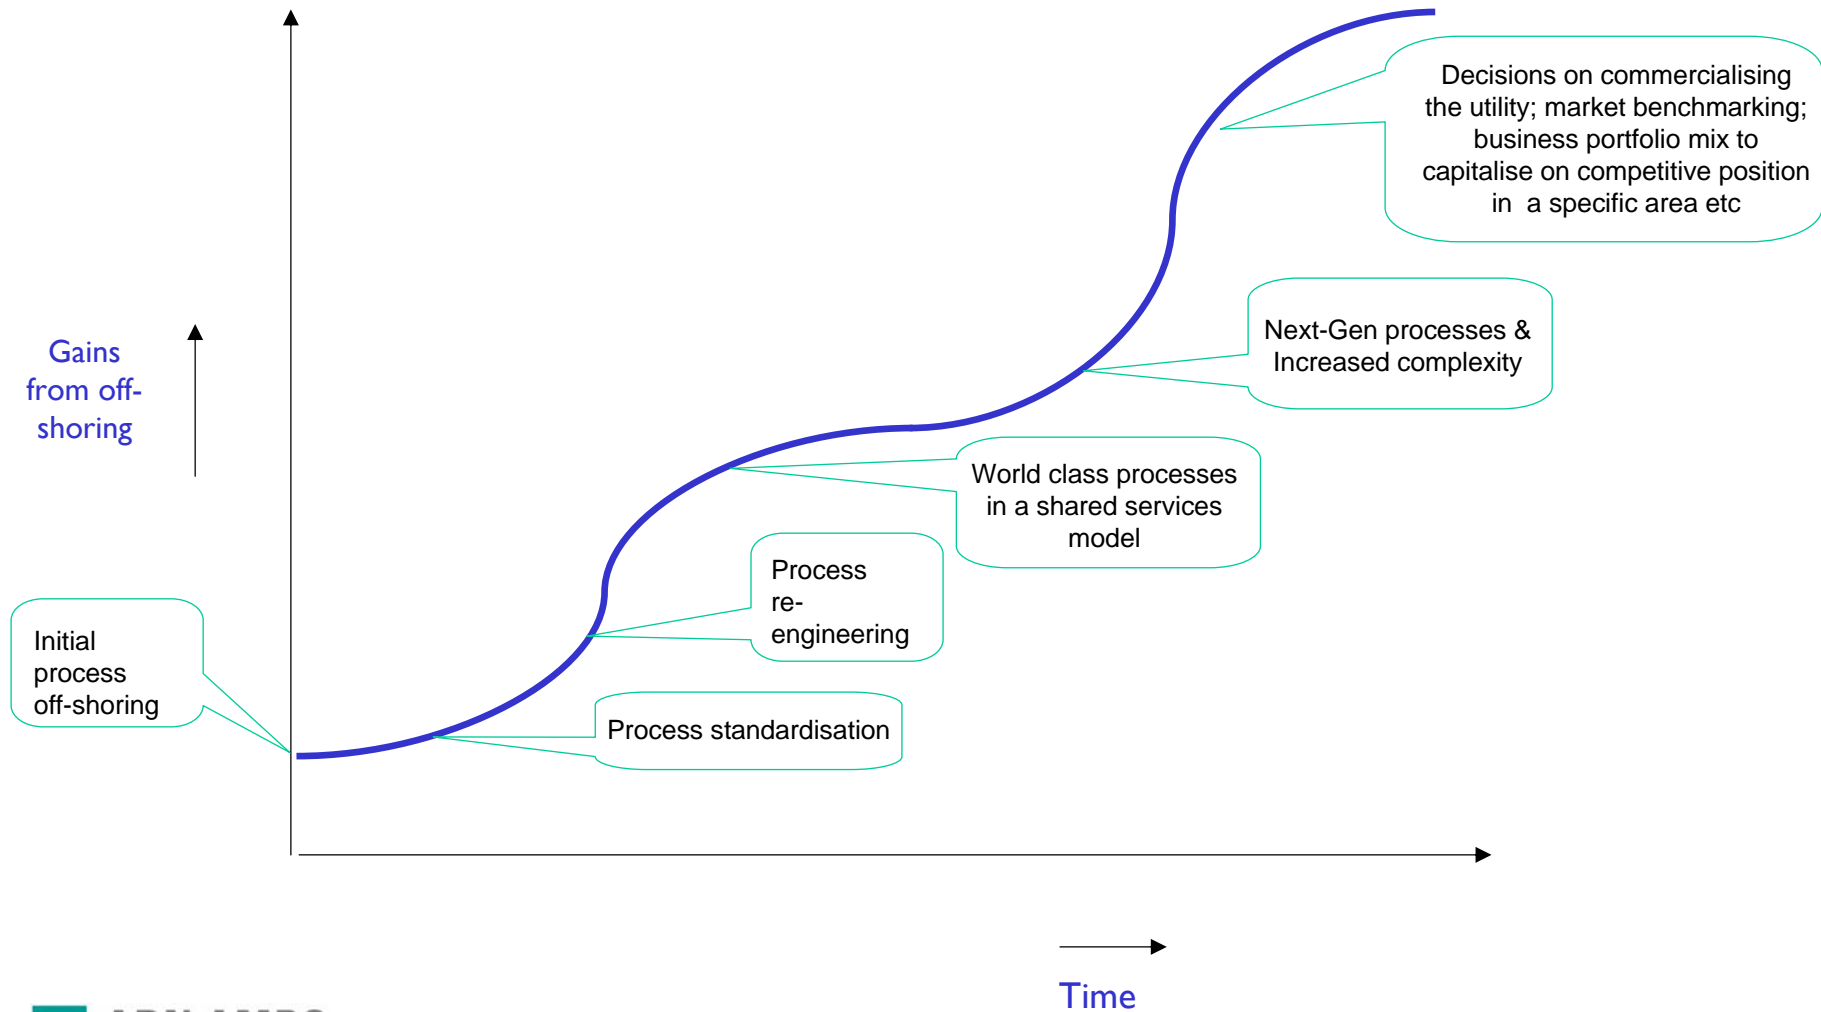 Decisions on commercialising
the utility; market benchmarking;
business portfolio mix to
capitalise on competitive position
in a specific area etc
Next-Gen processes &
Increased complexity
Gains
from off-
shoring
World class processes
in a shared services
model
Process
re-
engineering
Initial
process
off-shoring
Process standardisation
Time